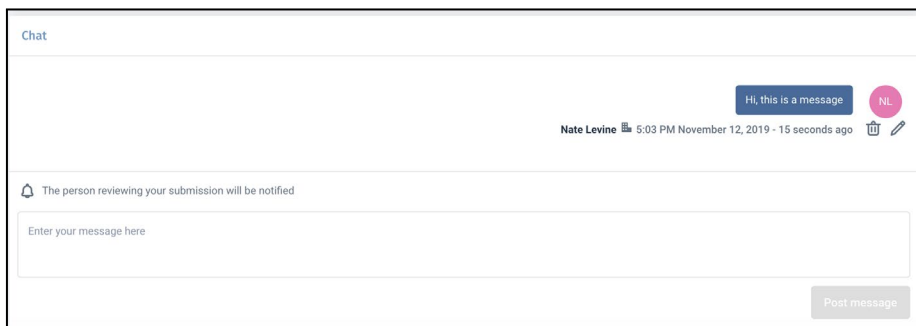 Chat
Hi, this is a message
NL
Nate Levine 5:03 PM November 12, 2019 - 15 seconds ago
The person reviewing your submission will be notified
Enter your message here
Post message